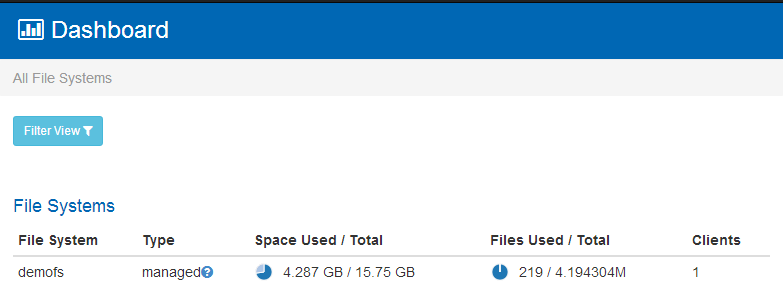 Dashboard
All File Systems
Filter View
File Systems
File System Type Space Used / Total Files Used / Total Clients
demofs managed 4.287 GB / 15.75 GB 219 / 4.194304M 1